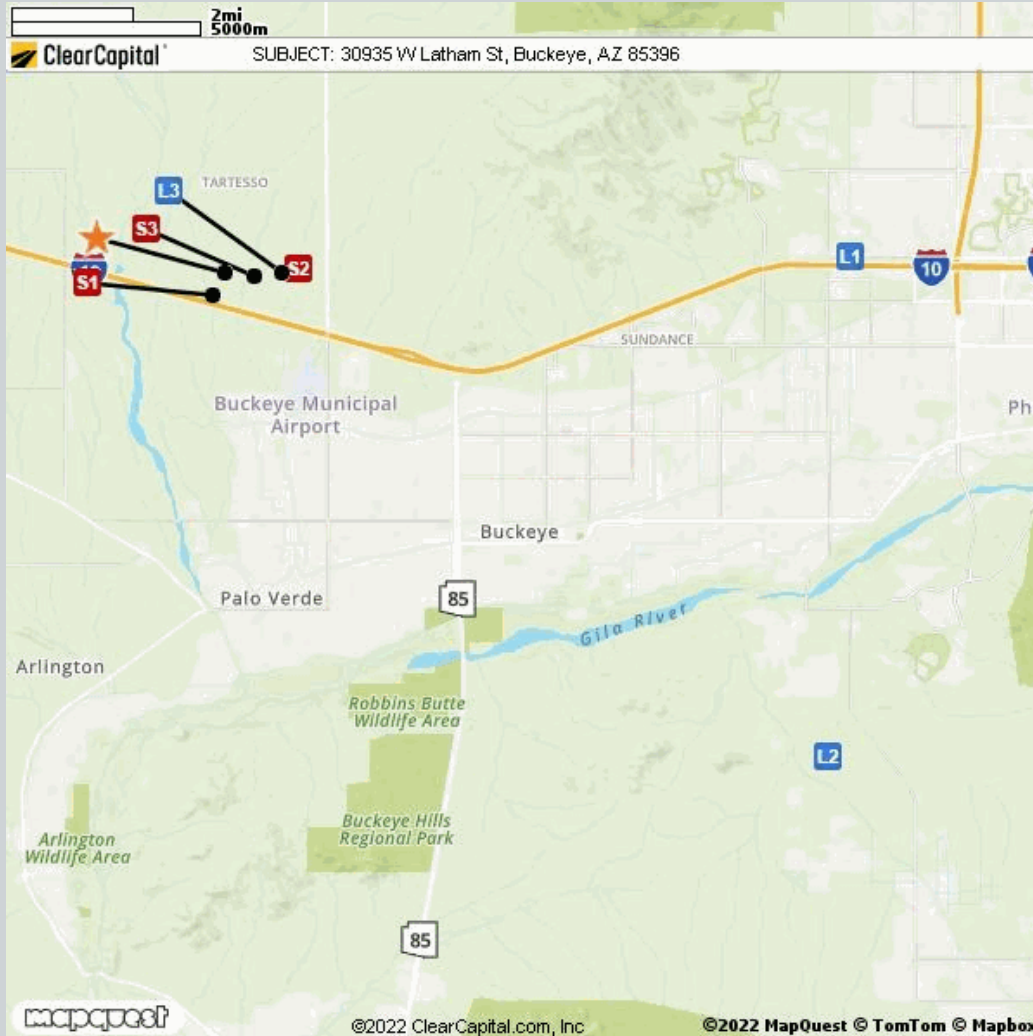 2mi
5000m
ClearCapital
SUBJECT: 30935 W Latham St, Buckeye, AZ 85396
L3
TARTESSO
S3
S2
S1
L1
10
SUNDANCE
Buckeye Municipal
Airport
Ph
Buckeye
Palo Verde
85
Gila River
Arlington
Robbins Butte
Wildlife Area
L2
Buckeye Hills
Regional Park
Arlington
Wildlife Area
85
mapquest
©2022 ClearCapital.com, Inc
©2022 MapQuest © TomTom © Mapbo